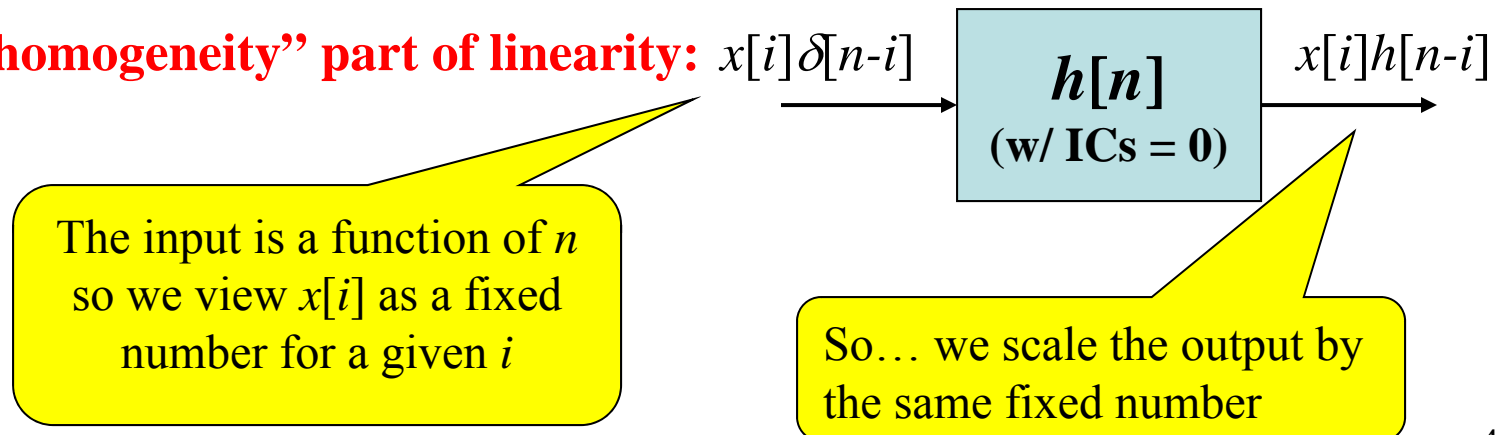 homogeneity” part of linearity: x[i]δ[n-i]
h[n]
(w/ ICs = 0)
x[i]h[n-i]
The input is a function of n
so we view x[i] as a fixed
number for a given i
So… we scale the output by
the same fixed number